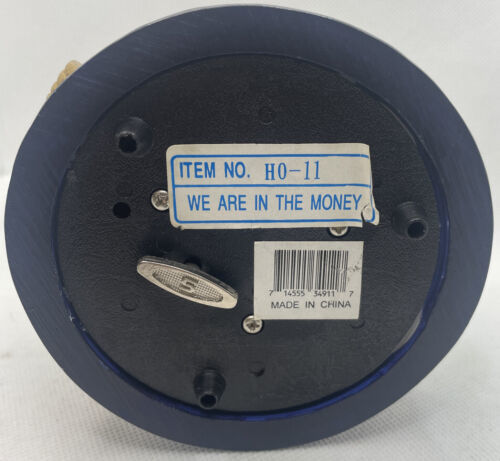 ITEM NO. HO-11
WE ARE IN THE MONEY
7 14555 34911 7
MADE IN CHINA